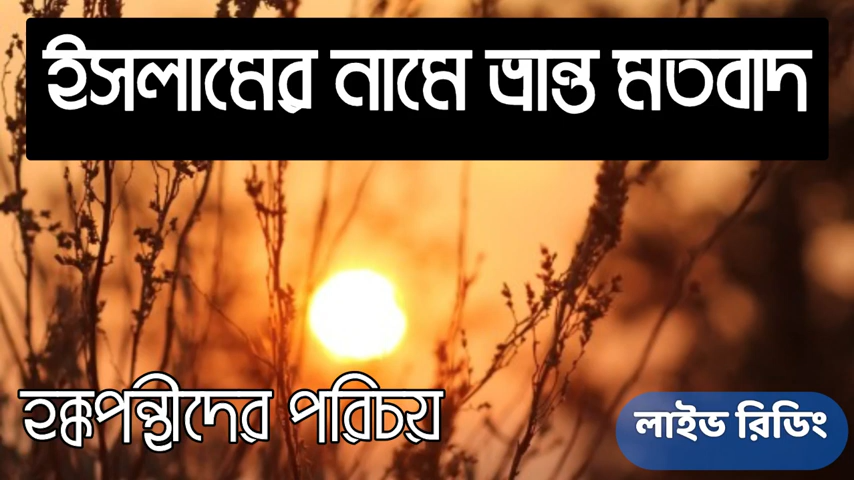 ইসলামের নামে ভ্রান্ত মতবাদ
হক্বপন্থীদের পরিচয়
লাইভ রিডিং